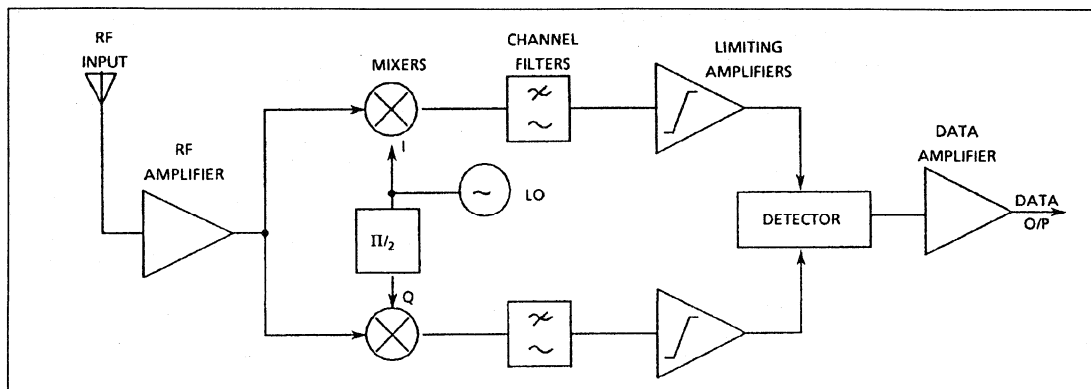 RF
INPUT
RF
AMPLIFIER
MIXERS
I
Π/2
Q
LO
CHANNEL
FILTERS
LIMITING
AMPLIFIERS
DETECTOR
DATA
AMPLIFIER
DATA
O/P